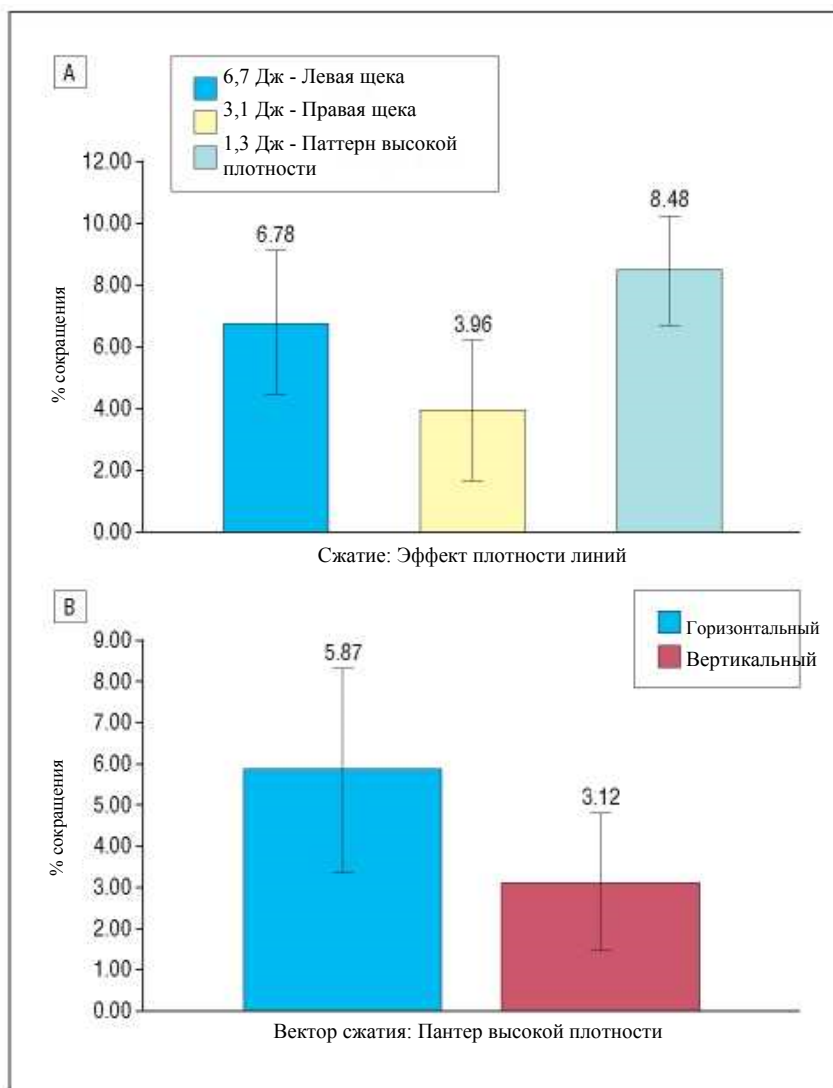 A
6,7 Дж - Левая щека
3,1 Дж - Правая щека
1,3 Дж - Паттерн высокой
плотности
% сокращения
12.00
10.00
8.00
6.00
4.00
2.00
0.00
6.78
3.96
8.48
Сжатие: Эффект плотности линий
B
Горизонтальный
Вертикальный
% сокращения
9.00
8.00
7.00
6.00
5.00
4.00
3.00
2.00
1.00
0.00
5.87
3.12
Вектор сжатия: Пантер высокой плотности